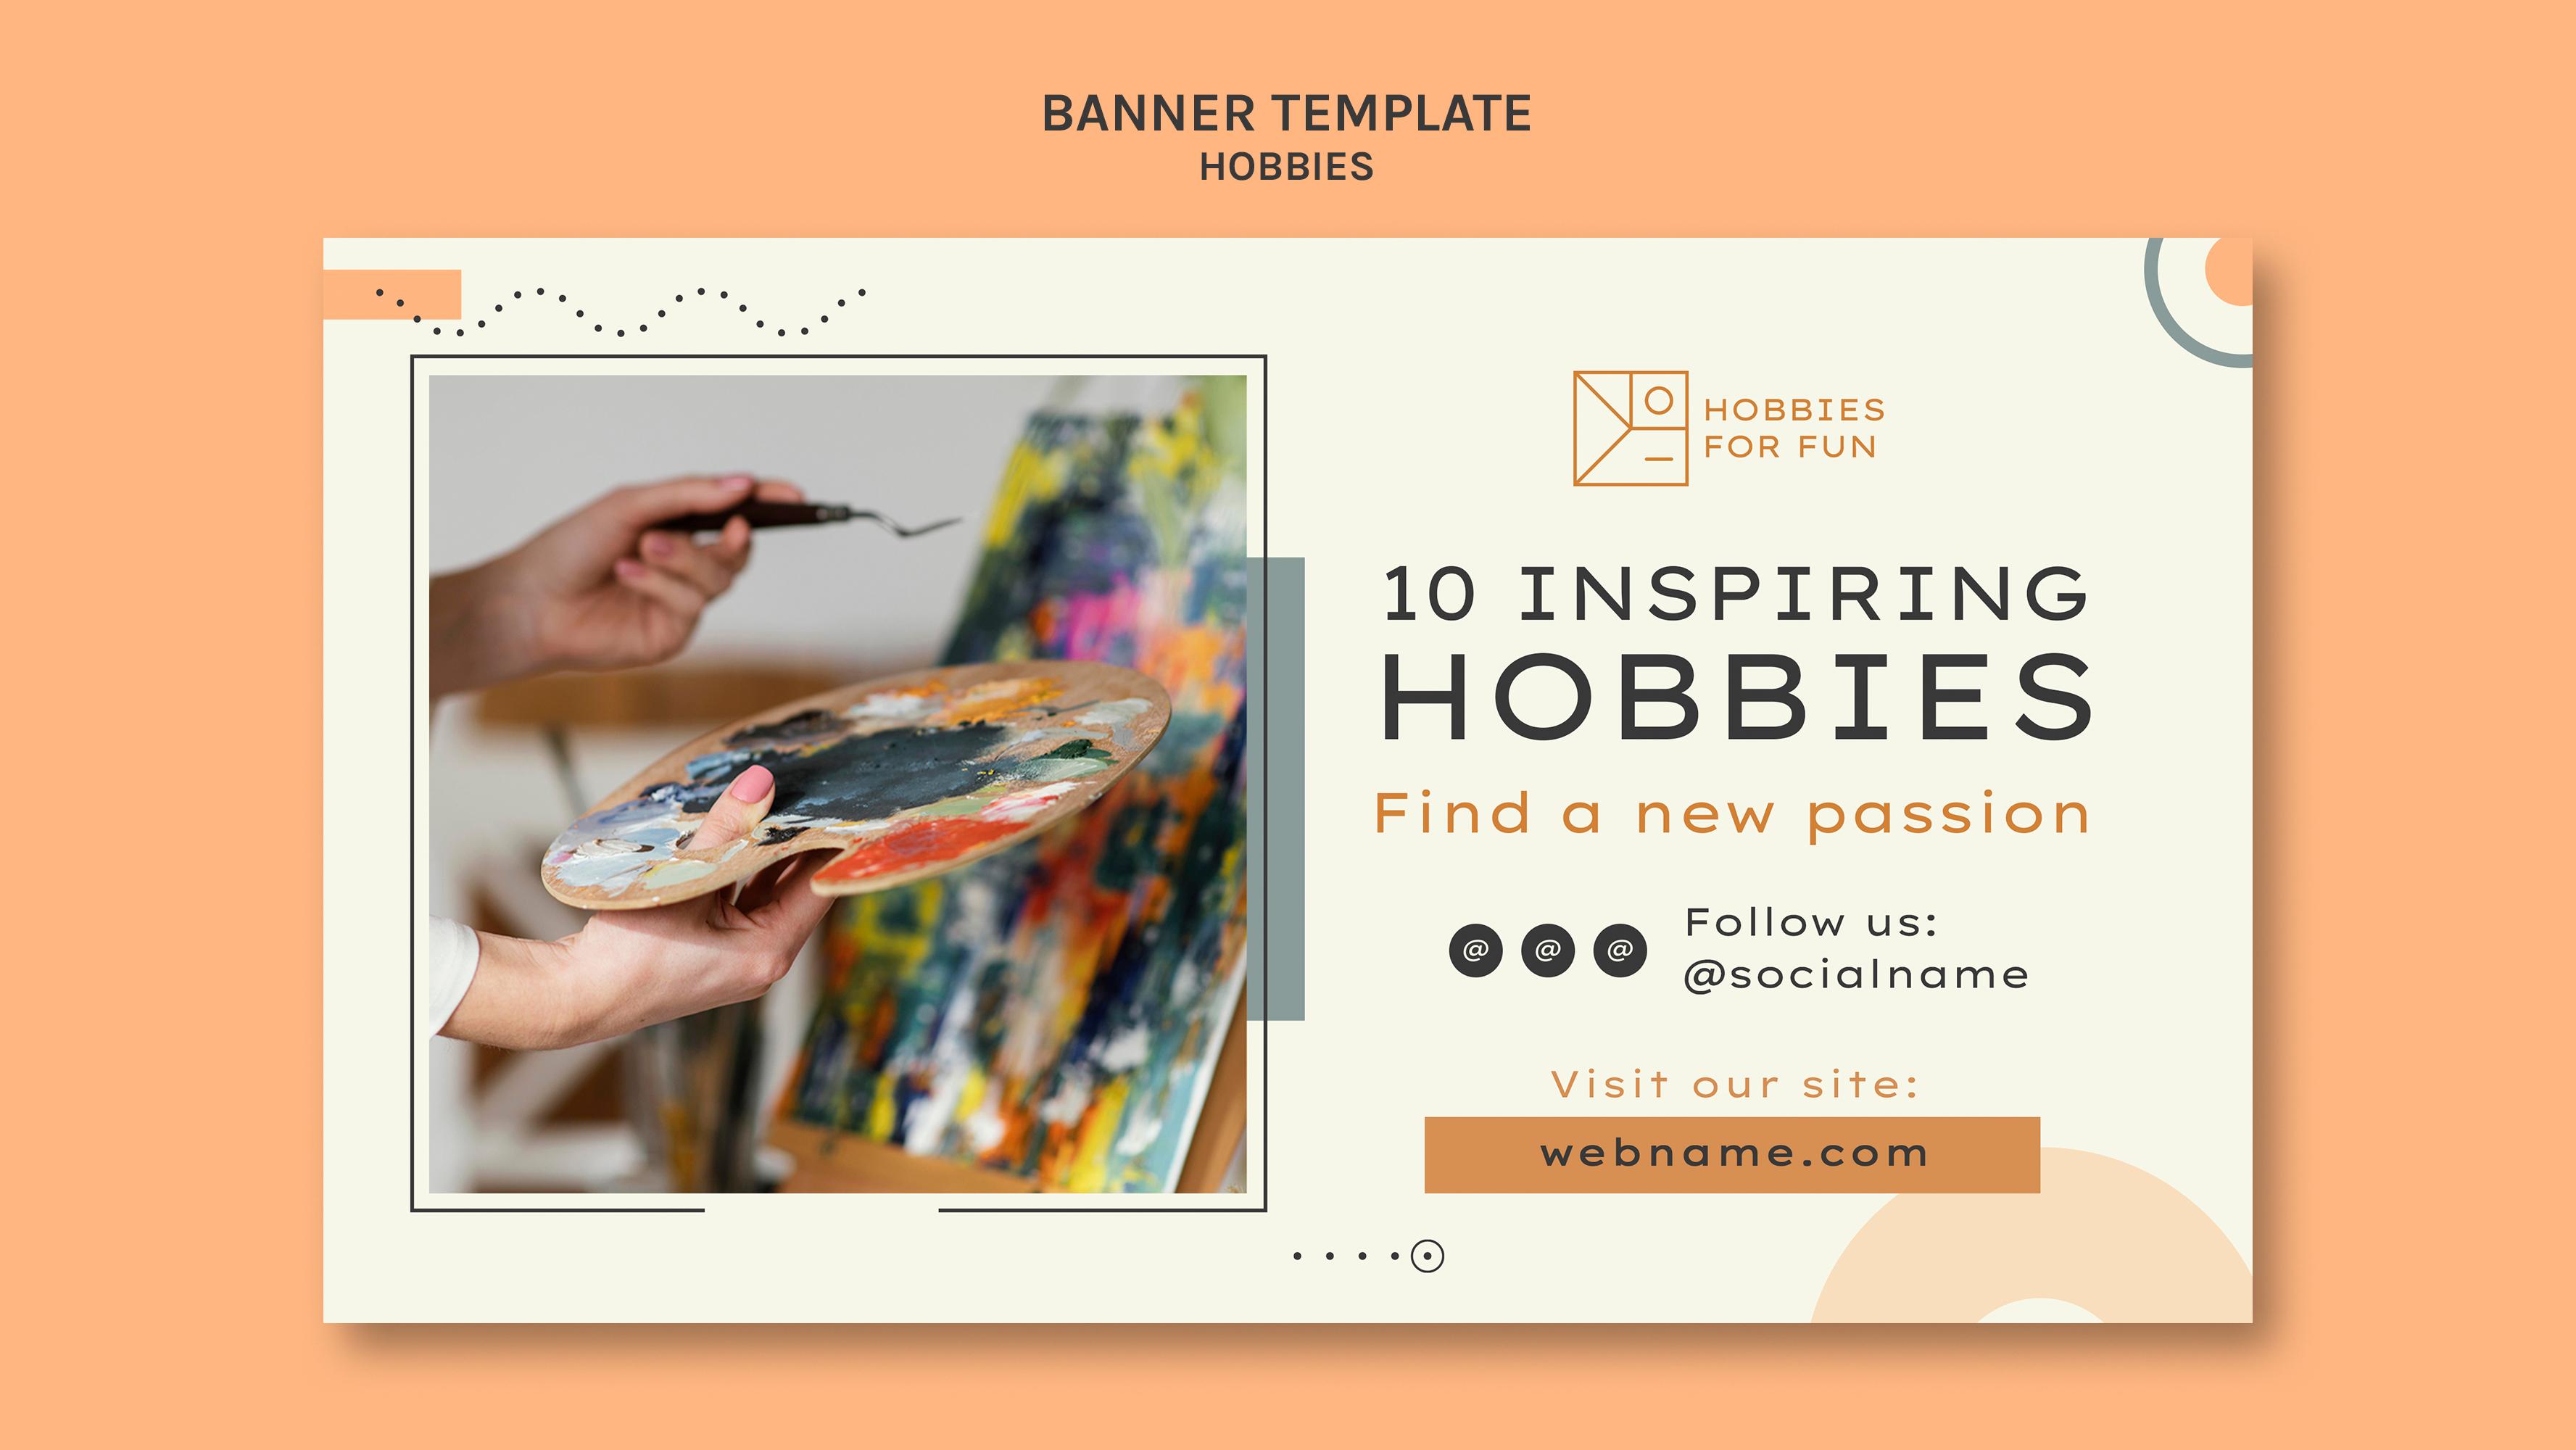 BANNER TEMPLATE
HOBBIES
HOBBIES
FOR FUN
10 INSPIRING
HOBBIES
Find a new passion
@ @ @
Follow us:
@socialname
Visit our site:
webname.com